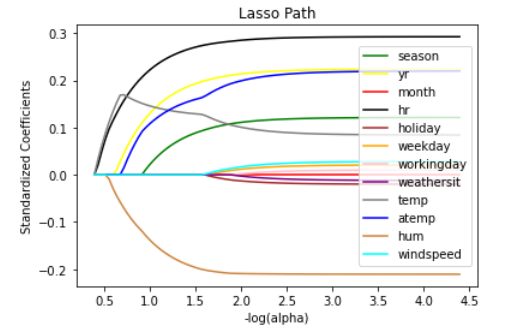 Lasso Path
Standardized Coefficients
0.3
0.2
0.1
0.0
−0.1
−0.2
season
yr
month
hr
holiday
weekday
workingday
weathersit
temp
atemp
hum
windspeed
0.5 1.0 1.5 2.0 2.5 3.0 3.5 4.0 4.5
-log(alpha)